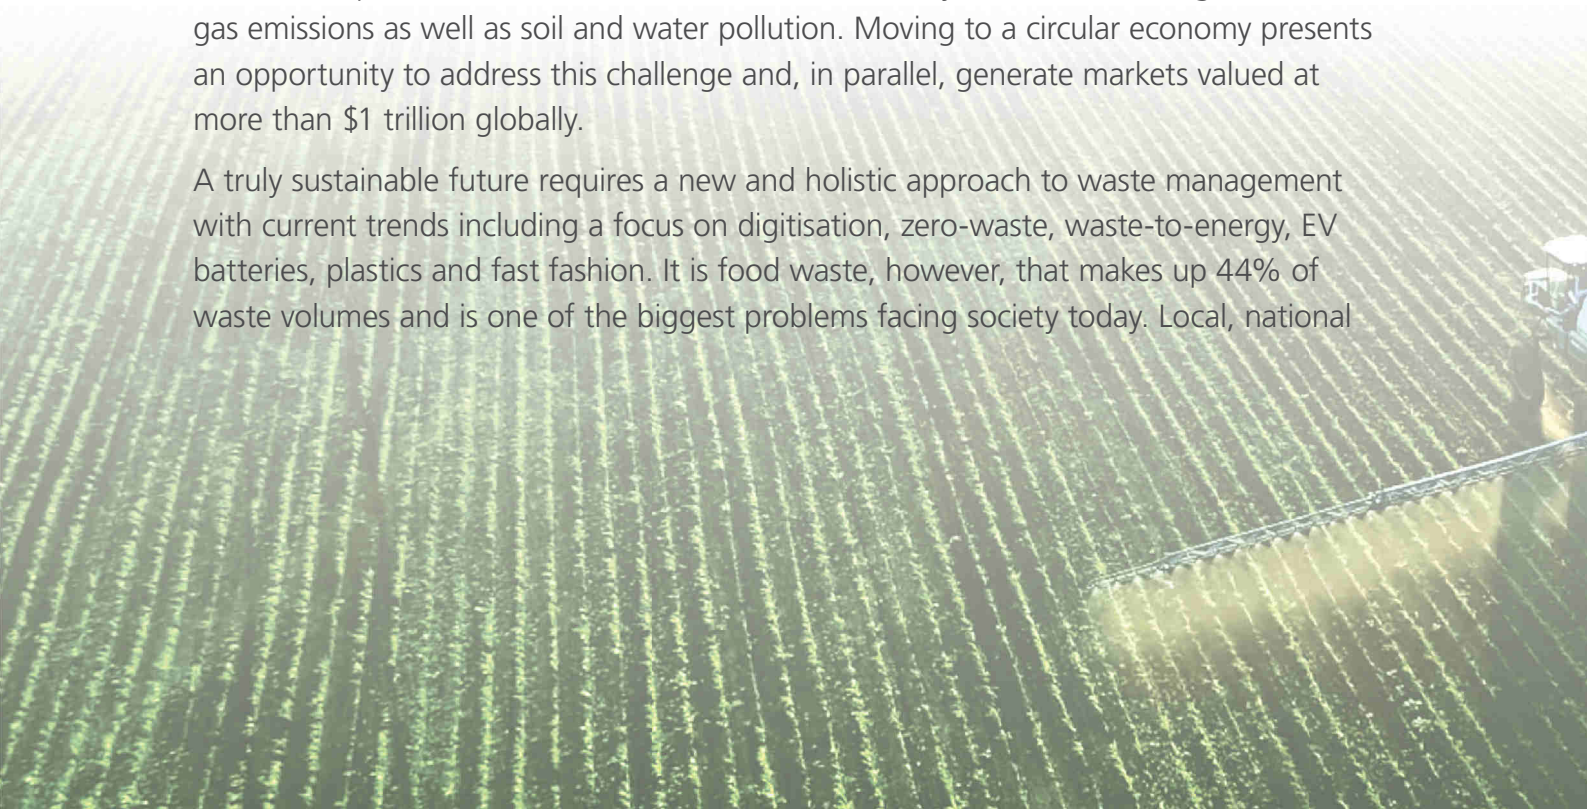 gas emissions as well as soil and water pollution. Moving to a circular economy presents
an opportunity to address this challenge and, in parallel, generate markets valued at
more than $1 trillion globally.
A truly sustainable future requires a new and holistic approach to waste management
with current trends including a focus on digitisation, zero-waste, waste-to-energy, EV
batteries, plastics and fast fashion. It is food waste, however, that makes up 44% of
waste volumes and is one of the biggest problems facing society today. Local, national